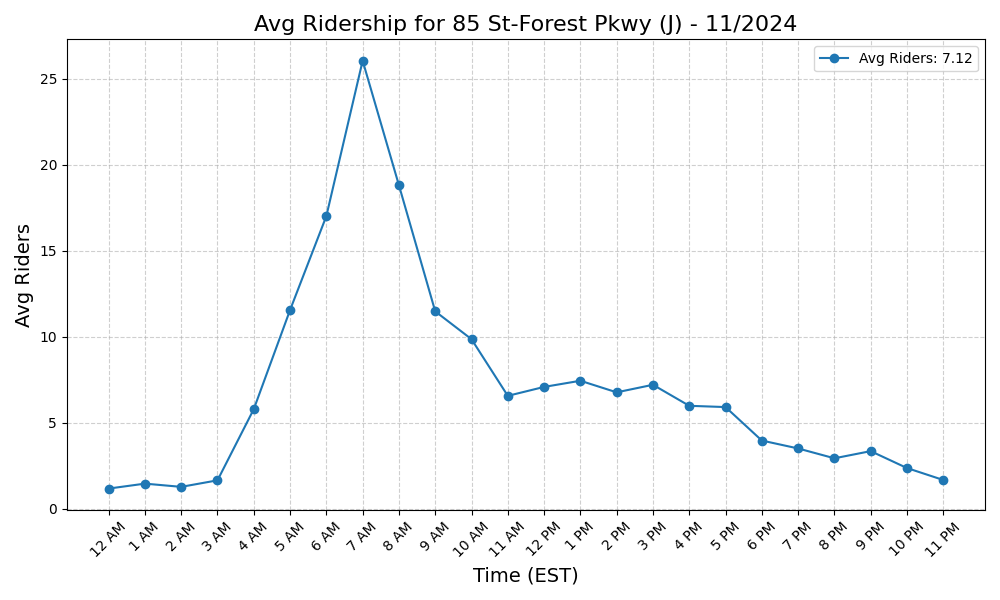 Avg Ridership for 85 St-Forest Pkwy (J) - 11/2024
Avg Riders: 7.12
Avg Riders
25
20
15
10
5
0
12 AM
1 AM
2 AM
3 AM
4 AM
5 AM
6 AM
7 AM
8 AM
9 AM
10 AM
11 AM
12 PM
1 PM
2 PM
3 PM
4 PM
5 PM
6 PM
7 PM
8 PM
9 PM
10 PM
11 PM
Time (EST)